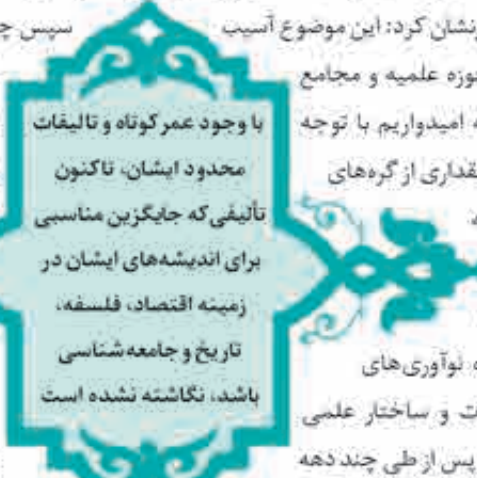 نشان کرد: این موضوع آسیب
حوزه علمیه و مجامع
امیدواریم با توجه
مقداری از گره‌های
نوآوری‌های
و ساختار علمی
پس از طی چند دهه
سپس
با وجود عمر کوتاه و تالیفات
محدود ایشان، تاکنون
تألیفی که جایگزین مناسبی
برای اندیشه‌های ایشان در
زمینه اقتصاد، فلسفه،
تاریخ و جامعه‌شناسی
باشد، نگاشته نشده است